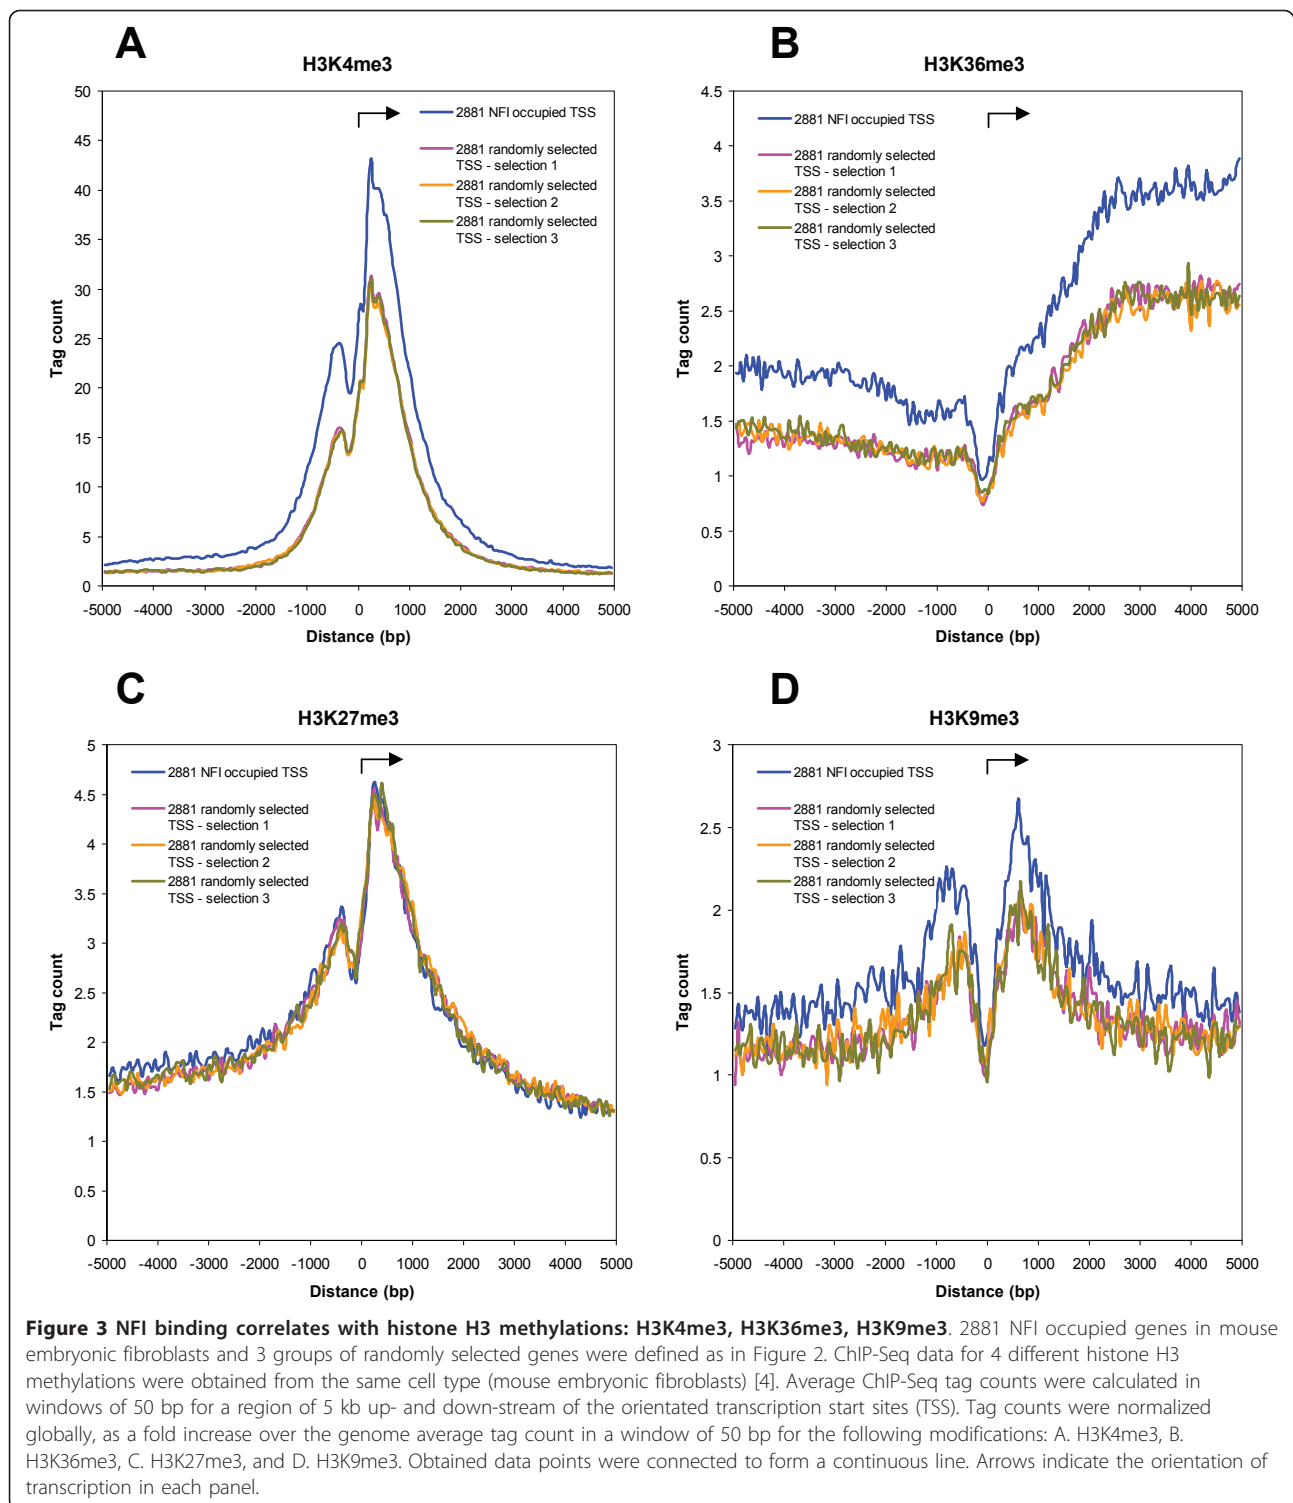 A
H3K4me3
50
45
40
35
30
25
20
15
10
5
0
Tag count
2881 NFI occupied TSS
2881 randomly selected
TSS - selection 1
2881 randomly selected
TSS - selection 2
2881 randomly selected
TSS - selection 3
-5000 -4000 -3000 -2000 -1000 0 1000 2000 3000 4000 5000
Distance (bp)
B
H3K36me3
4.5
4
3.5
3
2.5
2
1.5
1
0.5
0
Tag count
2881 NFI occupied TSS
2881 randomly selected
TSS - selection 1
2881 randomly selected
TSS - selection 2
2881 randomly selected
TSS - selection 3
-5000 -4000 -3000 -2000 -1000 0 1000 2000 3000 4000 5000
Distance (bp)
C
H3K27me3
5
4.5
4
3.5
3
2.5
2
1.5
1
0.5
0
Tag count
2881 NFI occupied TSS
2881 randomly selected
TSS - selection 1
2881 randomly selected
TSS - selection 2
2881 randomly selected
TSS - selection 3
-5000 -4000 -3000 -2000 -1000 0 1000 2000 3000 4000 5000
Distance (bp)
D
H3K9me3
3
2.5
2
1.5
1
0.5
0
Tag count
2881 NFI occupied TSS
2881 randomly selected
TSS - selection 1
2881 randomly selected
TSS - selection 2
2881 randomly selected
TSS - selection 3
-5000 -4000 -3000 -2000 -1000 0 1000 2000 3000 4000 5000
Distance (bp)
Figure 3 NFI binding correlates with histone H3 methylations: H3K4me3, H3K36me3, H3K9me3. 2881 NFI occupied genes in mouse
embryonic fibroblasts and 3 groups of randomly selected genes were defined as in Figure 2. ChIP-Seq data for 4 different histone H3
methylations were obtained from the same cell type (mouse embryonic fibroblasts) [4]. Average ChIP-Seq tag counts were calculated in
windows of 50 bp for a region of 5 kb up- and down-stream of the orientated transcription start sites (TSS). Tag counts were normalized
globally, as a fold increase over the genome average tag count in a window of 50 bp for the following modifications: A. H3K4me3, B.
H3K36me3, C. H3K27me3, and D. H3K9me3. Obtained data points were connected to form a continuous line. Arrows indicate the orientation of
transcription in each panel.